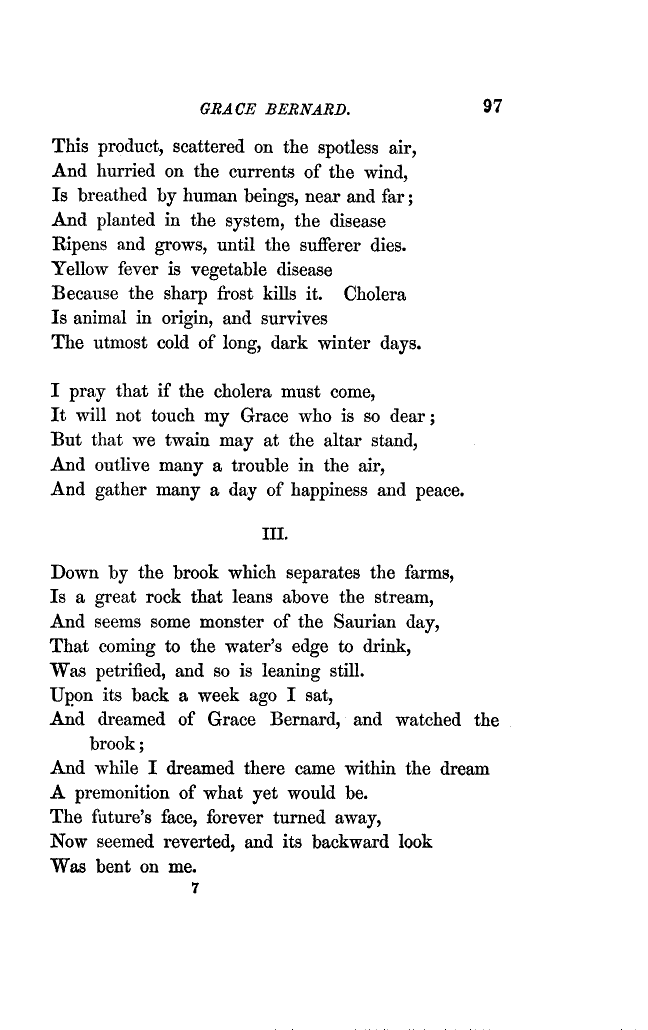 GRACE BERNARD. 97
This product, scattered on the spotless air,
And hurried on the currents of the wind,
Is breathed by human beings, near and far;
And planted in the system, the disease
Ripens and grows, until the sufferer dies.
Yellow fever is vegetable disease
Because the sharp frost kills it. Cholera
Is animal in origin, and survives
The utmost cold of long, dark winter days.
I pray that if the cholera must come,
It will not touch my Grace who is so dear;
But that we twain may at the altar stand,
And outlive many a trouble in the air,
And gather many a day of happiness and peace.
III.
Down by the brook which separates the farms,
Is a great rock that leans above the stream,
And seems some monster of the Saurian day,
That coming to the water's edge to drink,
Was petrified, and so is leaning still.
Upon its back a week ago I sat,
And dreamed of Grace Bernard, and watched the
brook;
And while I dreamed there came within the dream
A premonition of what yet would be.
The future's face, forever turned away,
Now seemed reverted, and its backward look
Was bent on me.
7